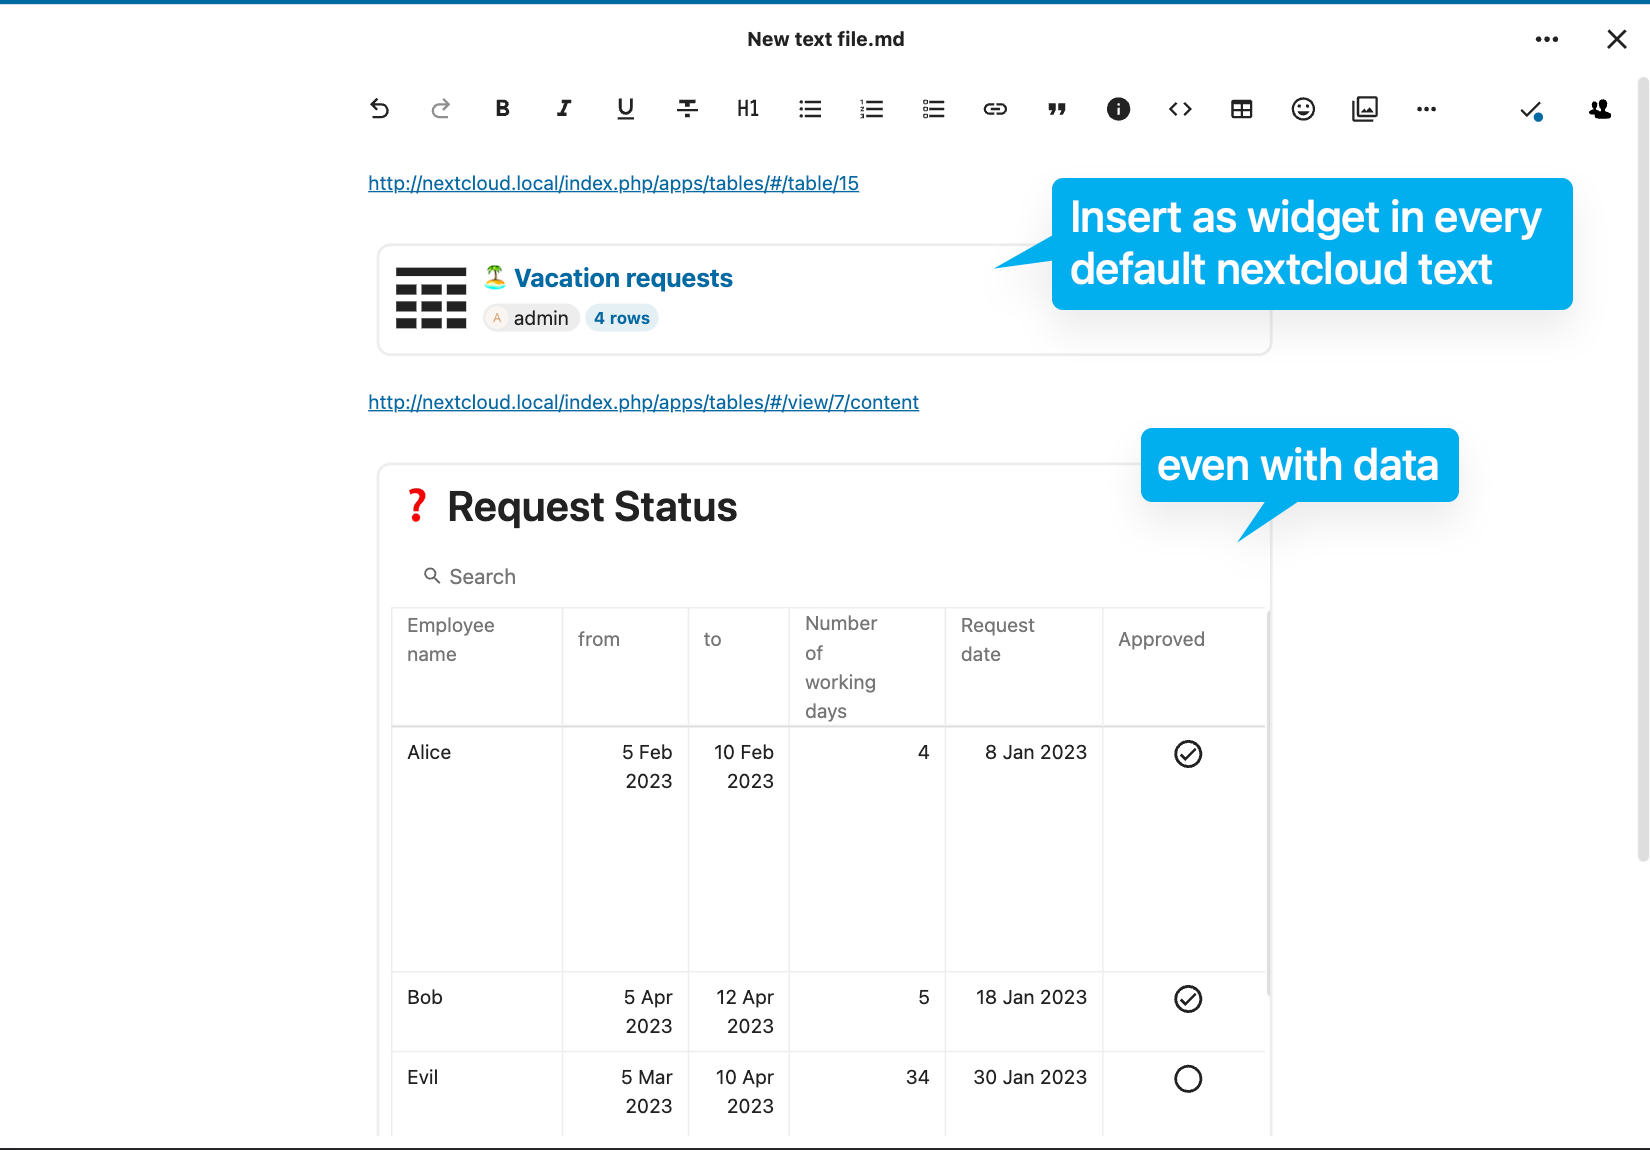 New text file.md
B I U H1
http://nextcloud.local/index.php/apps/tables/#/table/15
Insert as widget in every
default nextcloud text
🏝️ Vacation requests
A admin 4 rows
http://nextcloud.local/index.php/apps/tables/#/view/7/content
even with data
❓ Request Status
Search
Employee
name
from
to
Number
of
working
days
Request
date
Approved
Alice
5 Feb
2023
10 Feb
2023
4
8 Jan 2023
Bob
5 Apr
2023
12 Apr
2023
5
18 Jan 2023
Evil
5 Mar
2023
10 Apr
2023
34
30 Jan 2023